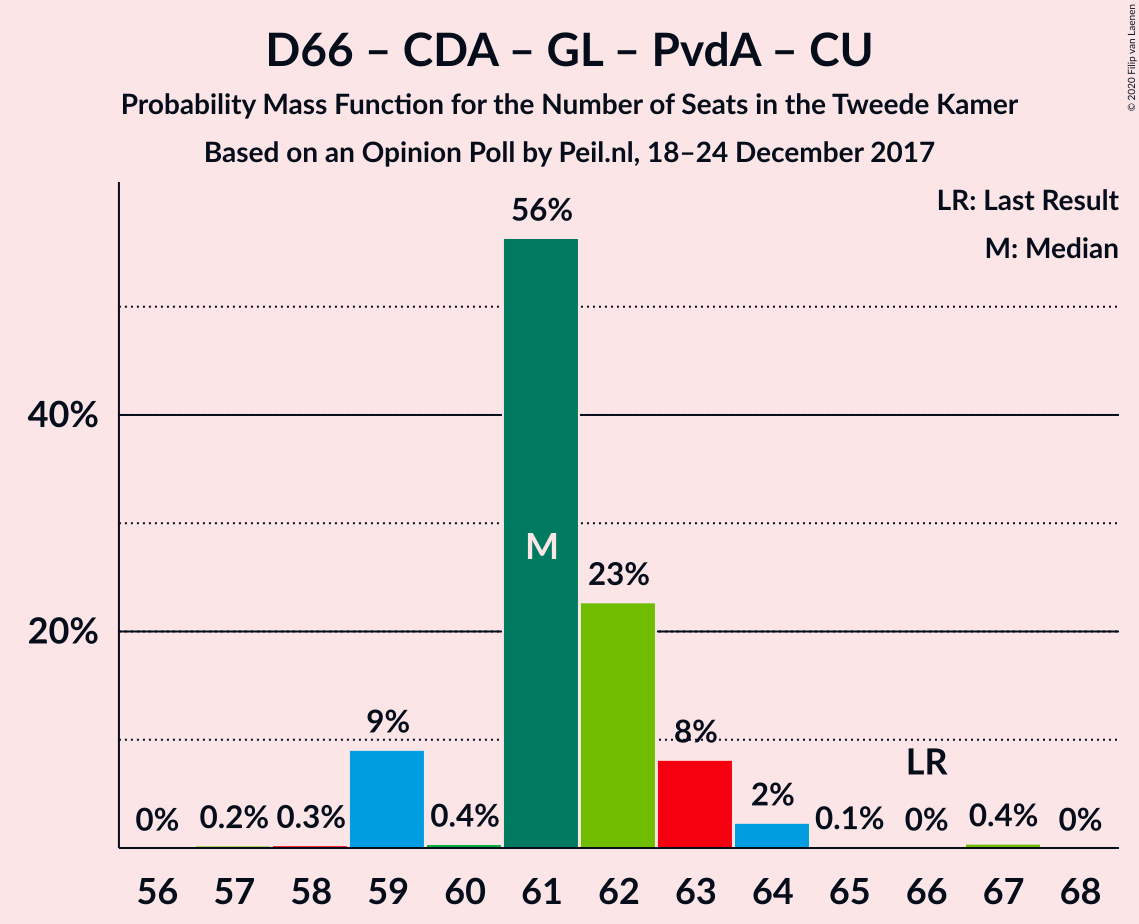 D66 – CDA – GL – PvdA – CU
Probability Mass Function for the Number of Seats in the Tweede Kamer
Based on an Opinion Poll by Peil.nl, 18–24 December 2017
© 2020 Filip van Laenen
LR: Last Result
M: Median
56%
40%
M
23%
20%
9%
8%
LR
2%
0% 0.2% 0.3% 0.4% 0.1% 0% 0.4% 0%
56 57 58 59 60 61 62 63 64 65 66 67 68